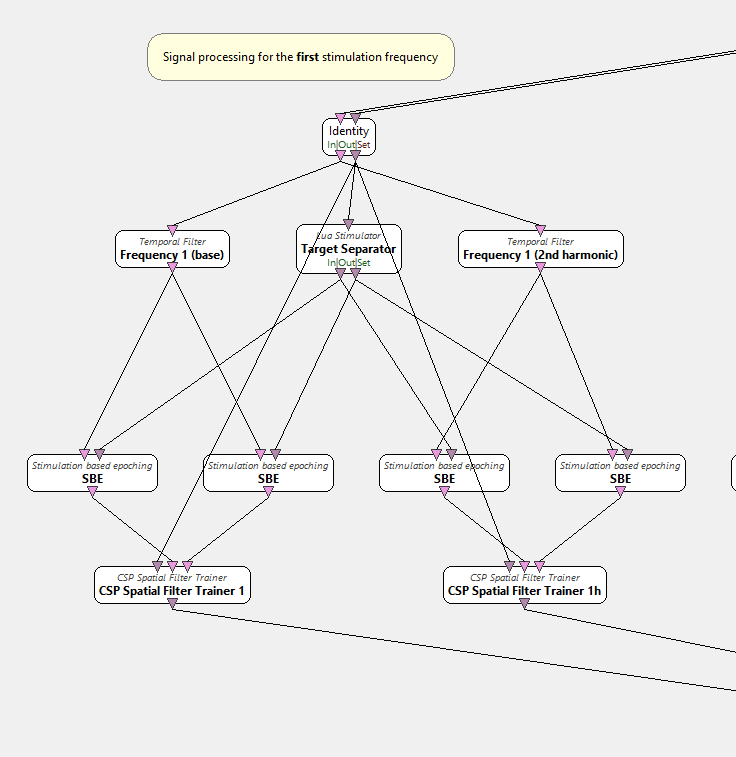 Signal processing for the first stimulation frequency
Identity
In|Out|Set
Temporal Filter
Frequency 1 (base)
Lua Stimulator
Target Separator
In|Out|Set
Temporal Filter
Frequency 1 (2nd harmonic)
Stimulation based epoching
SBE
Stimulation based epoching
SBE
Stimulation based epoching
SBE
Stimulation based epoching
SBE
CSP Spatial Filter Trainer
CSP Spatial Filter Trainer 1
CSP Spatial Filter Trainer
CSP Spatial Filter Trainer 1h